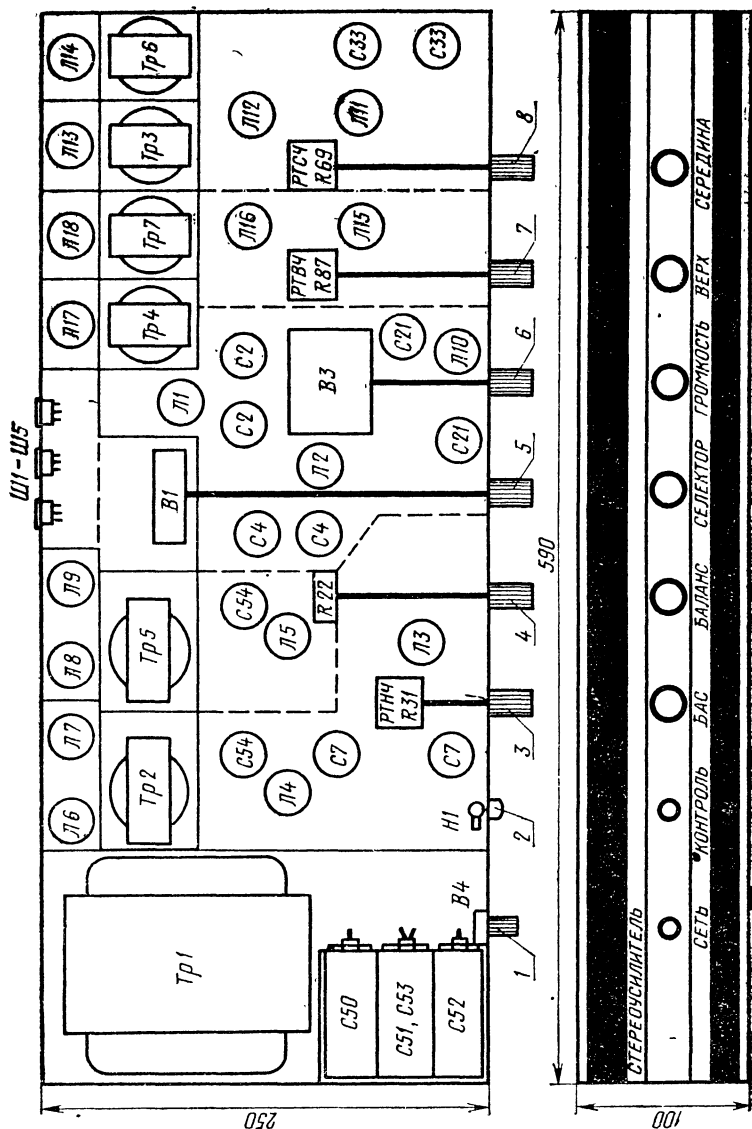 Л6
Л7
Л8
Л9
Ш1-Ш5
Л17
Л18
Л13
Л14
Тр1
Тр2
Тр5
В1
Л1
Тр4
Тр7
Тр3
Тр6
С54
С54
С4
С2
С2
Л16
Л12
Л4
Л5
R22
С4
Л2
В3
РТВЧ
R87
РТСЧ
R69
Л15
Л11
С33
С33
С50
С51, С53
С52
С7
С7
РТНЧ
R31
Л3
С21
С21
Л10
В4
Н1
1
2
3
4
5
6
7
8
250
590
100
СТЕРЕОУСИЛИТЕЛЬ
СЕТЬ
КОНТРОЛЬ
БАС
БАЛАНС
СЕЛЕКТОР
ГРОМКОСТЬ
ВЕРХ
СЕРЕДИНА